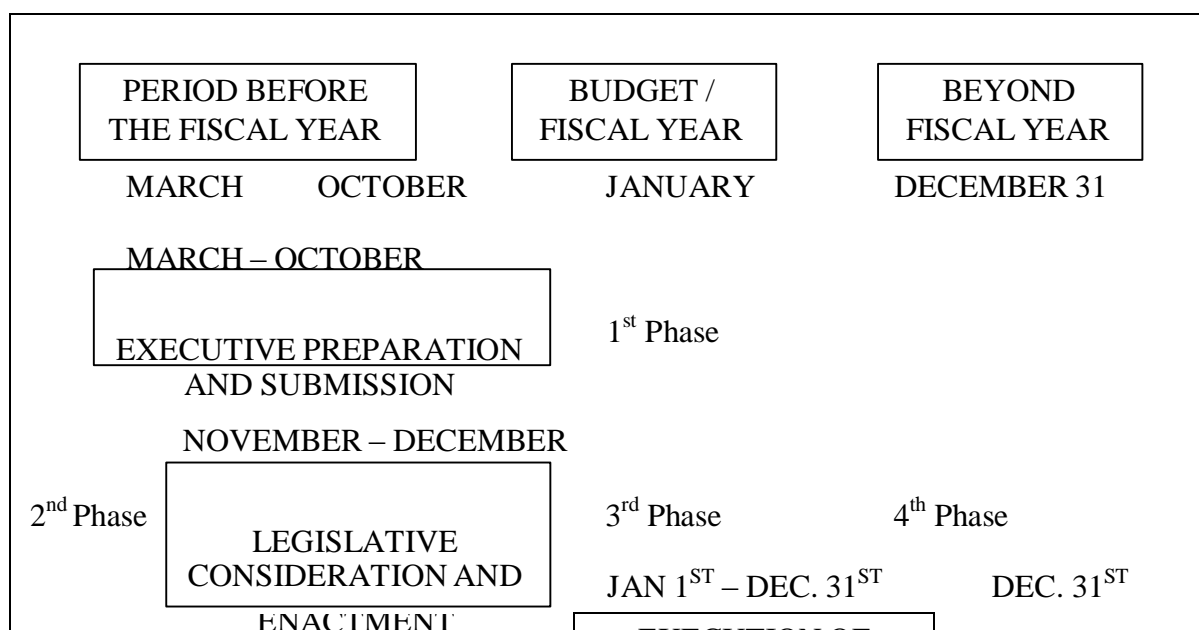 PERIOD BEFORE
THE FISCAL YEAR
BUDGET /
FISCAL YEAR
BEYOND
FISCAL YEAR
MARCH OCTOBER JANUARY DECEMBER 31
MARCH – OCTOBER
EXECUTIVE PREPARATION
AND SUBMISSION
1st Phase
NOVEMBER – DECEMBER
2nd Phase
LEGISLATIVE
CONSIDERATION AND
ENACTMENT
3rd Phase
4th Phase
JAN 1ST – DEC. 31ST
DEC. 31ST
EXECUTION OF